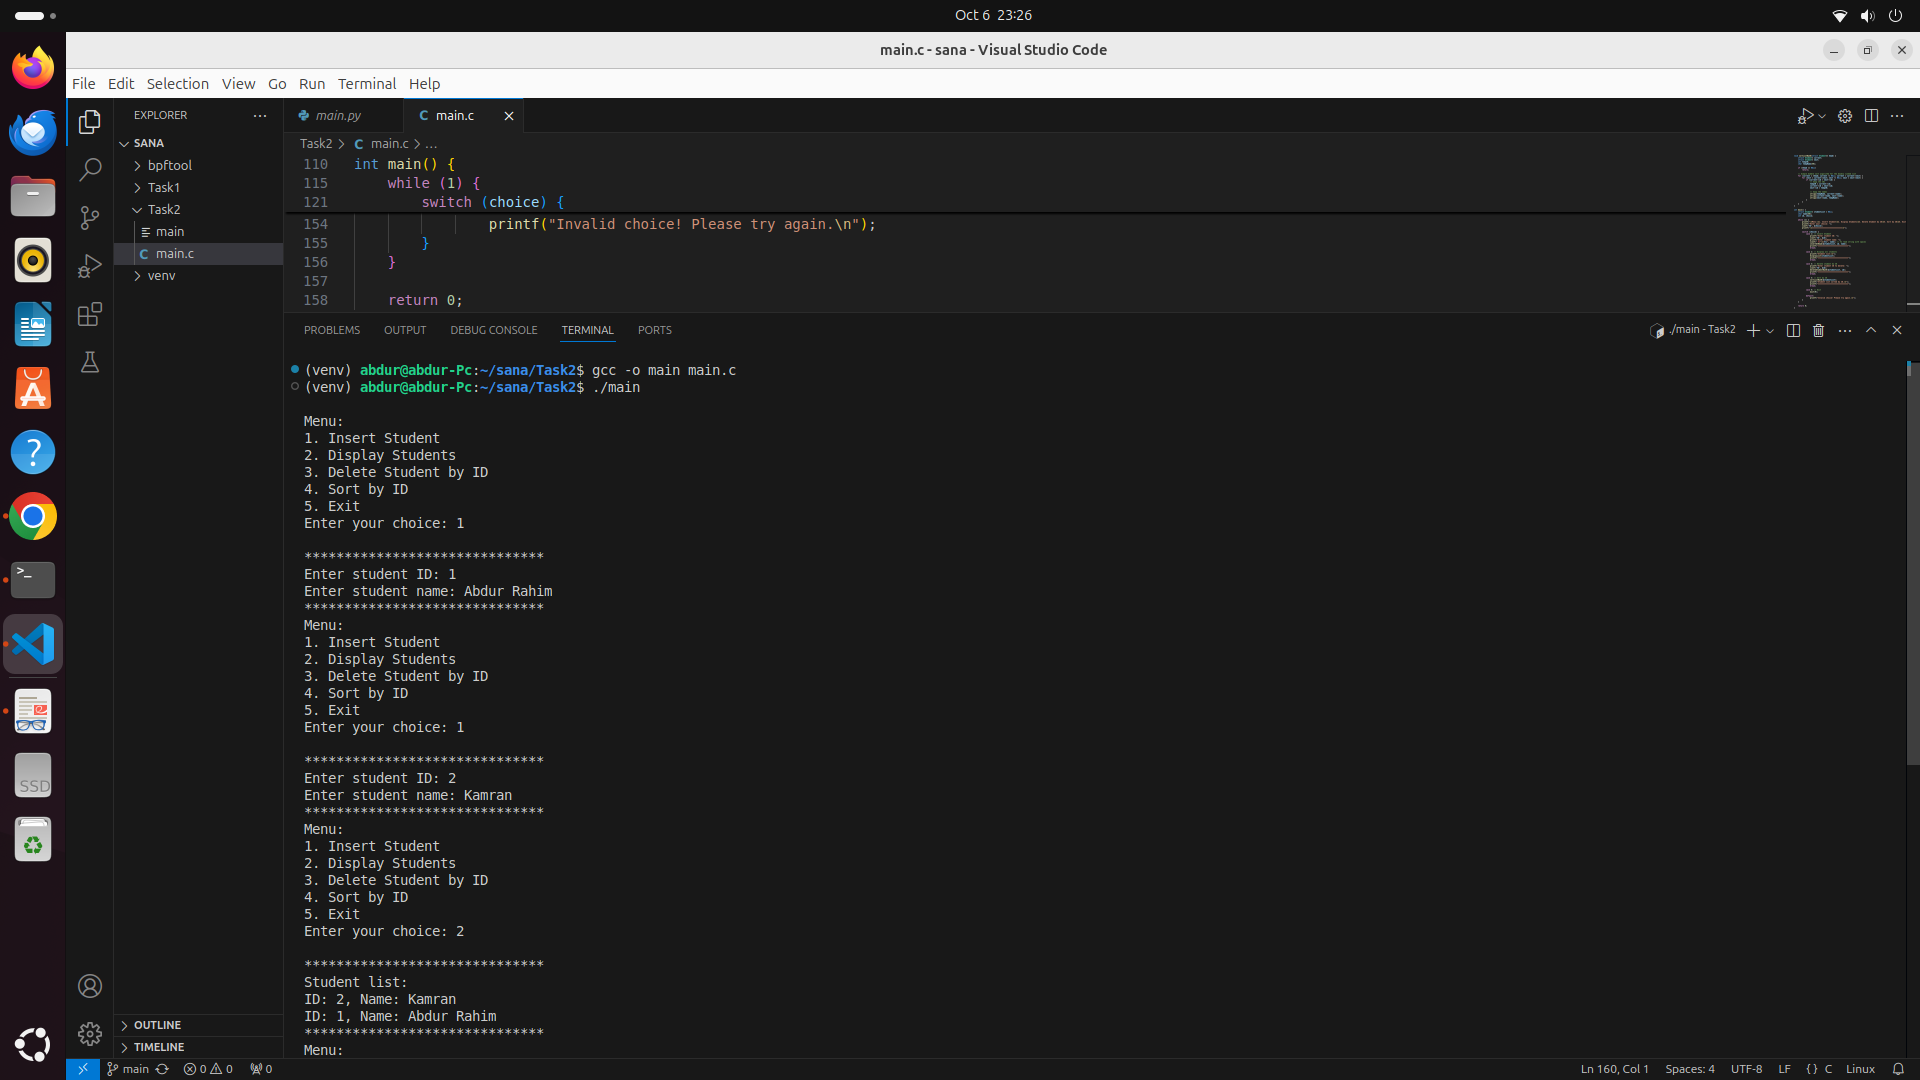 Oct 6 23:26
main.c - sana - Visual Studio Code
File Edit Selection View Go Run Terminal Help
EXPLORER
main.py
main.c
SANA
bpftool
Task1
Task2
main
main.c
venv
Task2 > C main.c > ...
110 int main() {
115 while (1) {
121 switch (choice) {
154 printf("Invalid choice! Please try again.\n");
155 }
156 }
157
158 return 0;
PROBLEMS OUTPUT DEBUG CONSOLE TERMINAL PORTS
./main - Task2
(venv) abdur@abdur-Pc:~/sana/Task2$ gcc -o main main.c
(venv) abdur@abdur-Pc:~/sana/Task2$ ./main
Menu:
1. Insert Student
2. Display Students
3. Delete Student by ID
4. Sort by ID
5. Exit
Enter your choice: 1
******************************
Enter student ID: 1
Enter student name: Abdur Rahim
******************************
Menu:
1. Insert Student
2. Display Students
3. Delete Student by ID
4. Sort by ID
5. Exit
Enter your choice: 1
******************************
Enter student ID: 2
Enter student name: Kamran
******************************
Menu:
1. Insert Student
2. Display Students
3. Delete Student by ID
4. Sort by ID
5. Exit
Enter your choice: 2
******************************
Student list:
ID: 2, Name: Kamran
ID: 1, Name: Abdur Rahim
******************************
Menu:
OUTLINE
TIMELINE
SSD
main 0 0 0
Ln 160, Col 1 Spaces: 4 UTF-8 LF {} C Linux